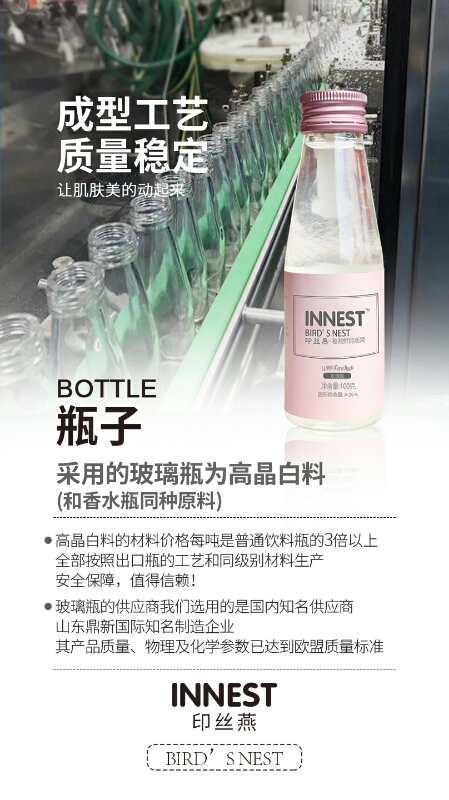 成型工艺
质量稳定
让肌肤美的动起来
INNEST™
BIRD'S NEST
净含量:100克
BOTTLE
瓶子
采用的玻璃瓶为高晶白料
(和香水瓶同种原料)
高晶白料的材料价格每吨是普通饮料瓶的3倍以上
全部按照出口瓶的工艺和同级别材料生产
安全保障，值得信赖！
玻璃瓶的供应商我们选用的是国内知名供应商
山东鼎新国际知名制造企业
其产品质量、物理及化学参数已达到欧盟质量标准
INNEST
印丝燕
BIRD'S NEST